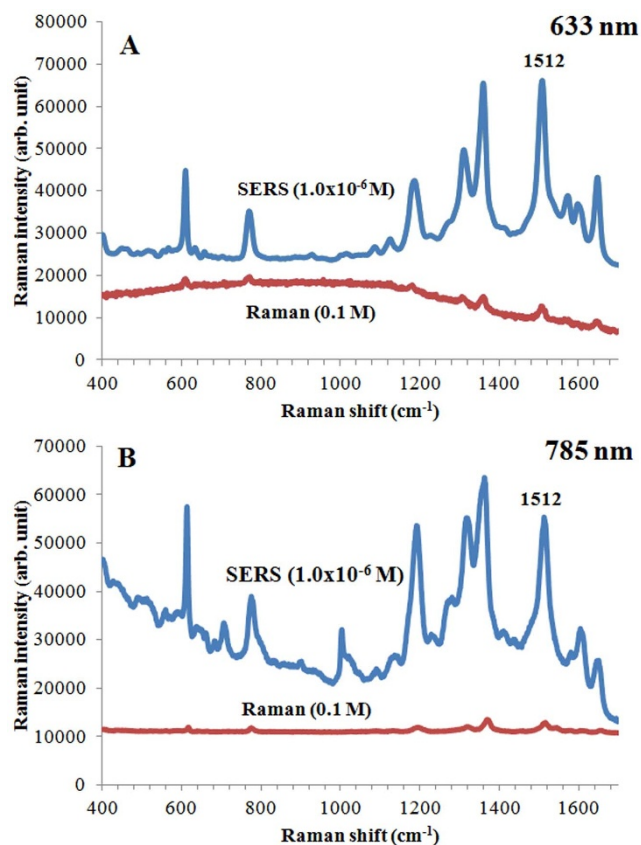 A
633 nm
80000
70000
60000
50000
40000
30000
20000
10000
0
Raman intensity (arb. unit)
1512
SERS (1.0x10⁻⁶ M)
Raman (0.1 M)
400 600 800 1000 1200 1400 1600
Raman shift (cm⁻¹)
B
785 nm
70000
60000
50000
40000
30000
20000
10000
0
Raman intensity (arb. unit)
1512
SERS (1.0x10⁻⁶ M)
Raman (0.1 M)
400 600 800 1000 1200 1400 1600
Raman shift (cm⁻¹)